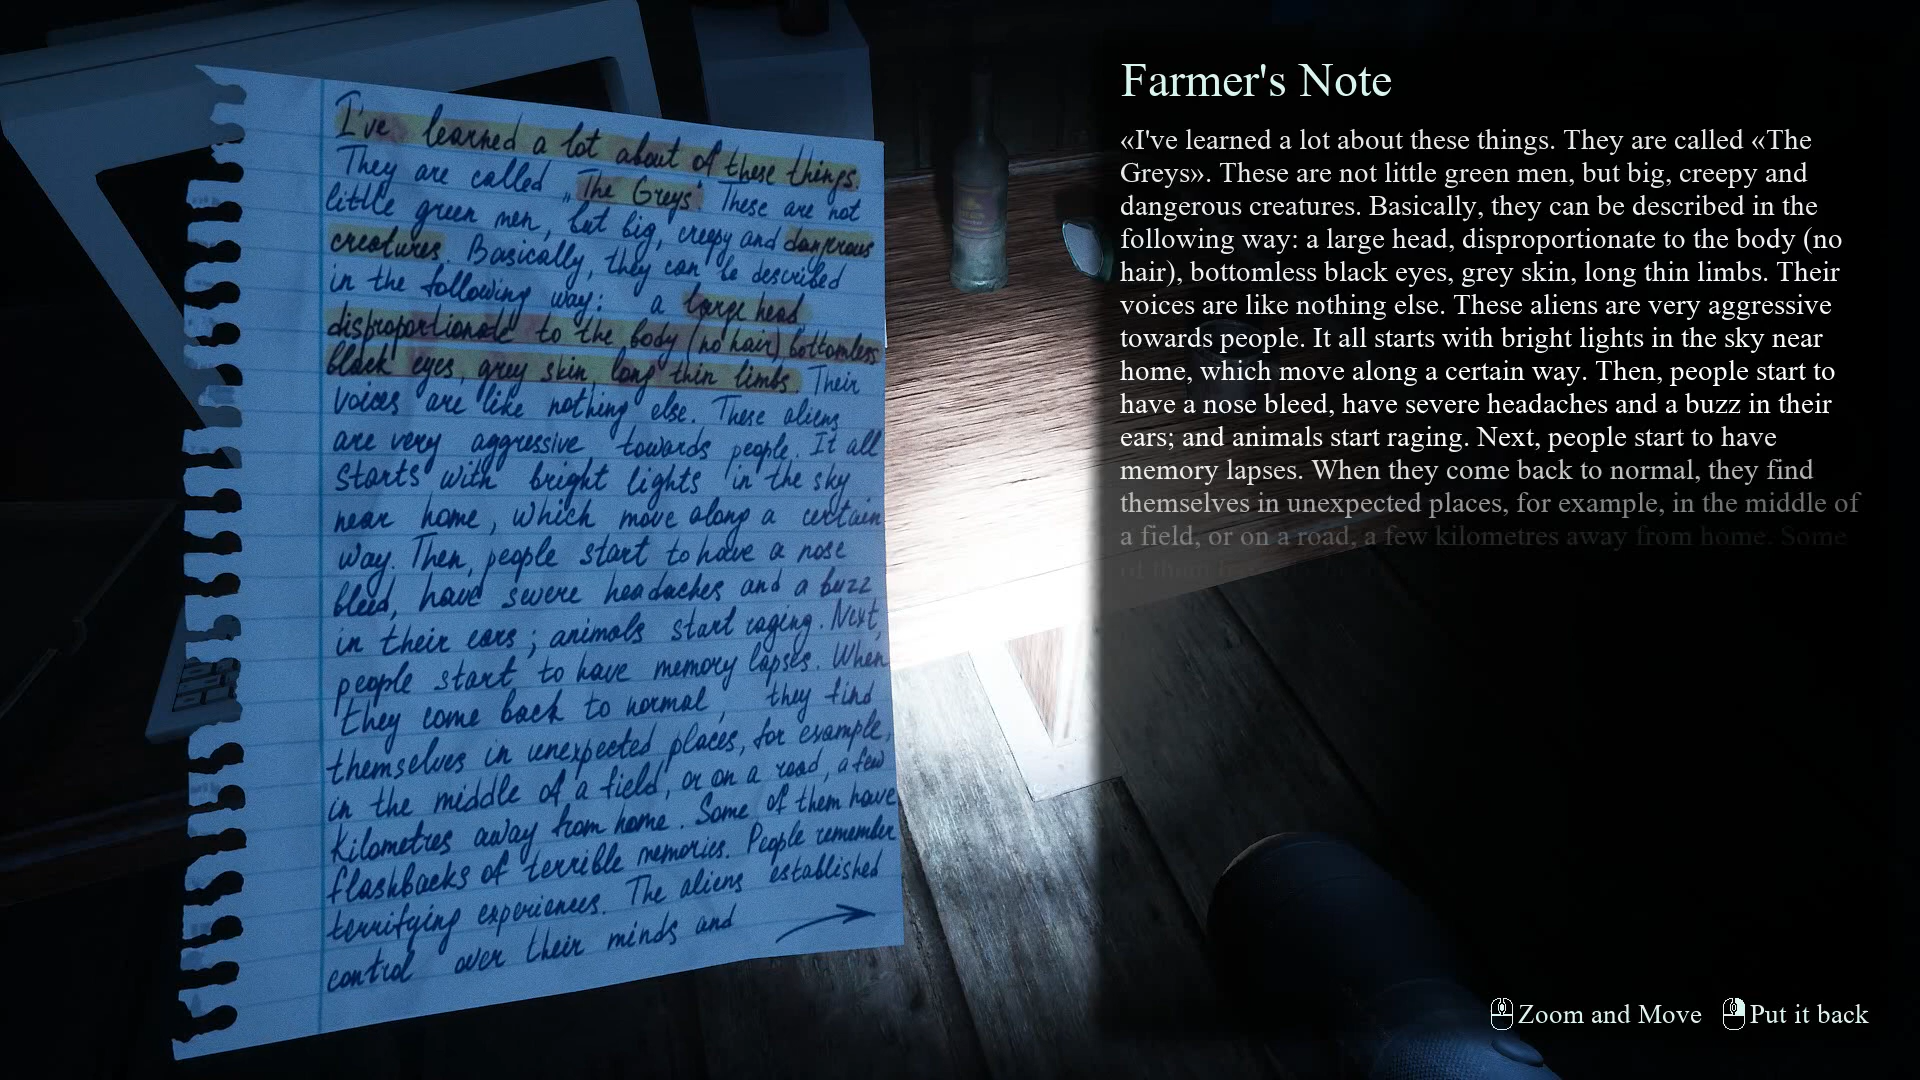 I've learned a lot about of these things.
They are called „The Greys". These are not
little green men, but big, creepy and dangerous
creatures. Basically, they can be described
in the following way: a large head
disproportionate to the body (no hair), bottomless
black eyes, grey skin, long thin limbs. Their
voices are like nothing else. These aliens
are very aggressive towards people. It all
starts with bright lights in the sky
near home, which move along a certain
way. Then, people start to have a nose
bleed, have severe headaches and a buzz
in their ears; animals start raging. Next,
people start to have memory lapses. When
they come back to normal, they find
themselves in unexpected places, for example,
in the middle of a field, or on a road, a few
kilometres away from home. Some of them have
flashbacks of terrible memories. People remember
terrifying experiences. The aliens established
control over their minds and
Farmer's Note
«I've learned a lot about these things. They are called «The
Greys». These are not little green men, but big, creepy and
dangerous creatures. Basically, they can be described in the
following way: a large head, disproportionate to the body (no
hair), bottomless black eyes, grey skin, long thin limbs. Their
voices are like nothing else. These aliens are very aggressive
towards people. It all starts with bright lights in the sky near
home, which move along a certain way. Then, people start to
have a nose bleed, have severe headaches and a buzz in their
ears; and animals start raging. Next, people start to have
memory lapses. When they come back to normal, they find
themselves in unexpected places, for example, in the middle of
a field, or on a road, a few kilometres away from home. Some
of them
Zoom and Move
Put it back